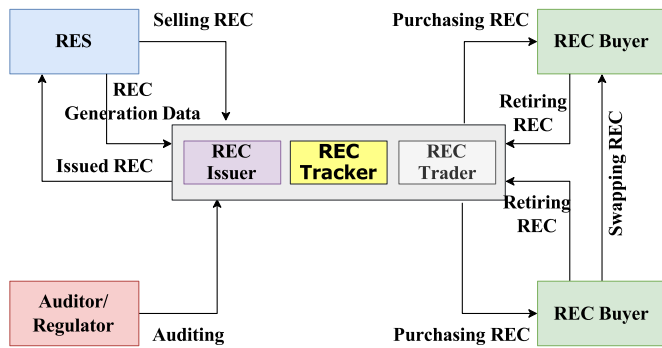 Selling REC
Purchasing REC
RES
REC Buyer
REC
Generation Data
Retiring
REC
Issued REC
REC
Issuer
REC
Tracker
REC
Trader
Swapping REC
Retiring
REC
Auditor/
Regulator
Auditing
Purchasing REC
REC Buyer